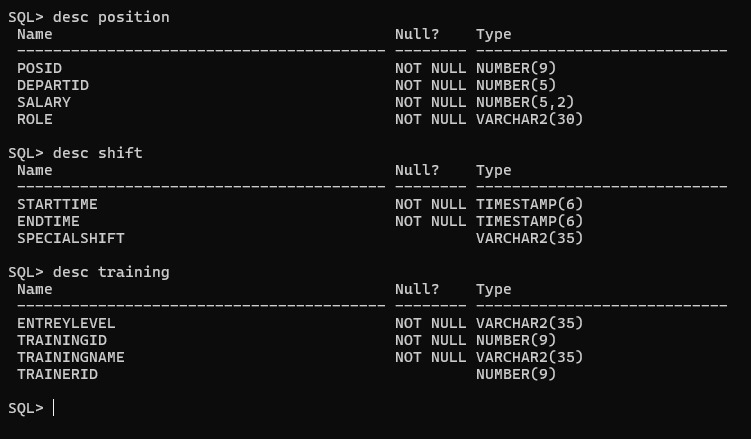 SQL> desc position
 Name                                      Null?    Type
 ----------------------------------------- -------- ----------------------------
 POSID                                     NOT NULL NUMBER(9)
 DEPARTID                                  NOT NULL NUMBER(5)
 SALARY                                    NOT NULL NUMBER(5,2)
 ROLE                                      NOT NULL VARCHAR2(30)

SQL> desc shift
 Name                                      Null?    Type
 ----------------------------------------- -------- ----------------------------
 STARTTIME                                 NOT NULL TIMESTAMP(6)
 ENDTIME                                   NOT NULL TIMESTAMP(6)
 SPECIALSHIFT                                       VARCHAR2(35)

SQL> desc training
 Name                                      Null?    Type
 ----------------------------------------- -------- ----------------------------
 ENTREYLEVEL                               NOT NULL VARCHAR2(35)
 TRAININGID                                NOT NULL NUMBER(9)
 TRAININGNAME                              NOT NULL VARCHAR2(35)
 TRAINERID                                          NUMBER(9)

SQL>